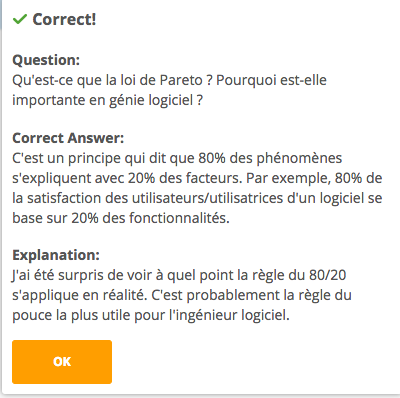 Correct!
Question:
Qu'est-ce que la loi de Pareto ? Pourquoi est-elle
importante en génie logiciel ?
Correct Answer:
C'est un principe qui dit que 80% des phénomènes
s'expliquent avec 20% des facteurs. Par exemple, 80% de
la satisfaction des utilisateurs/utilisatrices d'un logiciel se
base sur 20% des fonctionnalités.
Explanation:
J'ai été surpris de voir à quel point la règle du 80/20
s'applique en réalité. C'est probablement la règle du
pouce la plus utile pour l'ingénieur logiciel.
OK